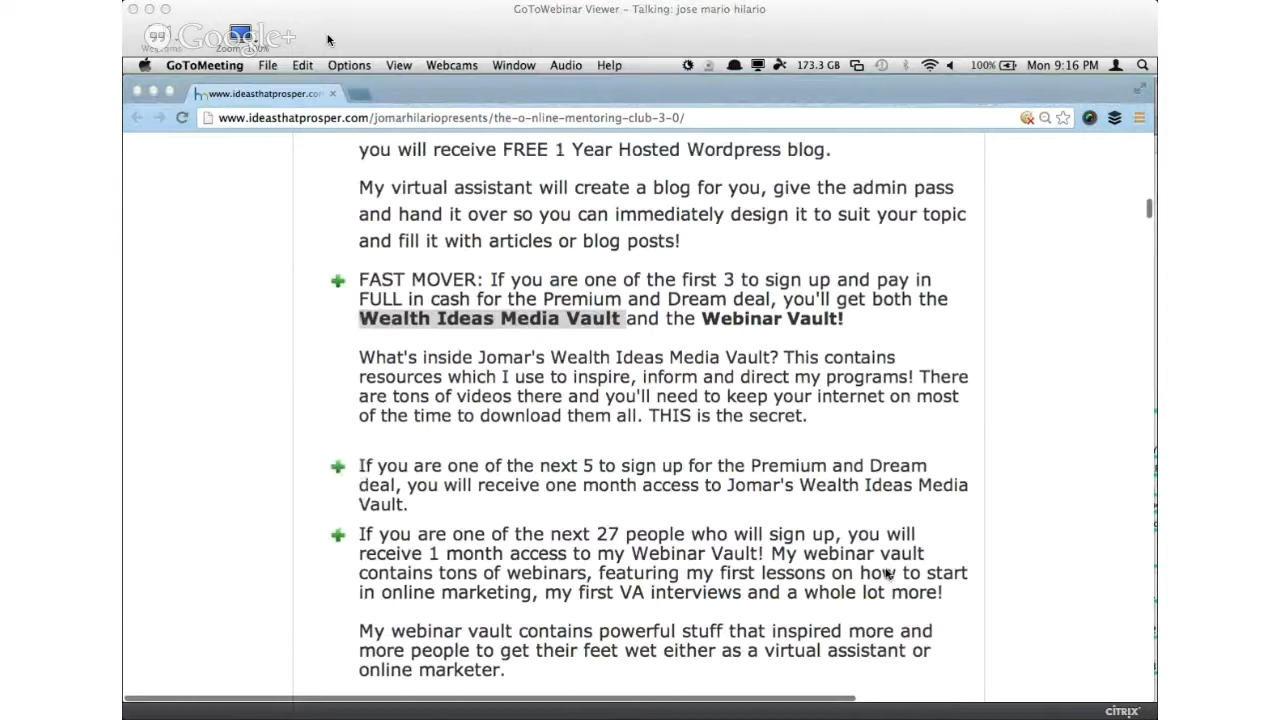 GoToWebinar Viewer – Talking: jose mario hilario
Google+
GoToMeeting File Edit Options View Webcams Window Audio Help 173.3 GB 100% Mon 9:16 PM
www.ideasthatprosper.co
www.ideasthatprosper.com/jomarhilariopresents/the-o-nline-mentoring-club-3-0/
you will receive FREE 1 Year Hosted Wordpress blog.
My virtual assistant will create a blog for you, give the admin pass
and hand it over so you can immediately design it to suit your topic
and fill it with articles or blog posts!
FAST MOVER: If you are one of the first 3 to sign up and pay in
FULL in cash for the Premium and Dream deal, you'll get both the
Wealth Ideas Media Vault and the Webinar Vault!
What's inside Jomar's Wealth Ideas Media Vault? This contains
resources which I use to inspire, inform and direct my programs! There
are tons of videos there and you'll need to keep your internet on most
of the time to download them all. THIS is the secret.
If you are one of the next 5 to sign up for the Premium and Dream
deal, you will receive one month access to Jomar's Wealth Ideas Media
Vault.
If you are one of the next 27 people who will sign up, you will
receive 1 month access to my Webinar Vault! My webinar vault
contains tons of webinars, featuring my first lessons on how to start
in online marketing, my first VA interviews and a whole lot more!
My webinar vault contains powerful stuff that inspired more and
more people to get their feet wet either as a virtual assistant or
online marketer.
CITRIX